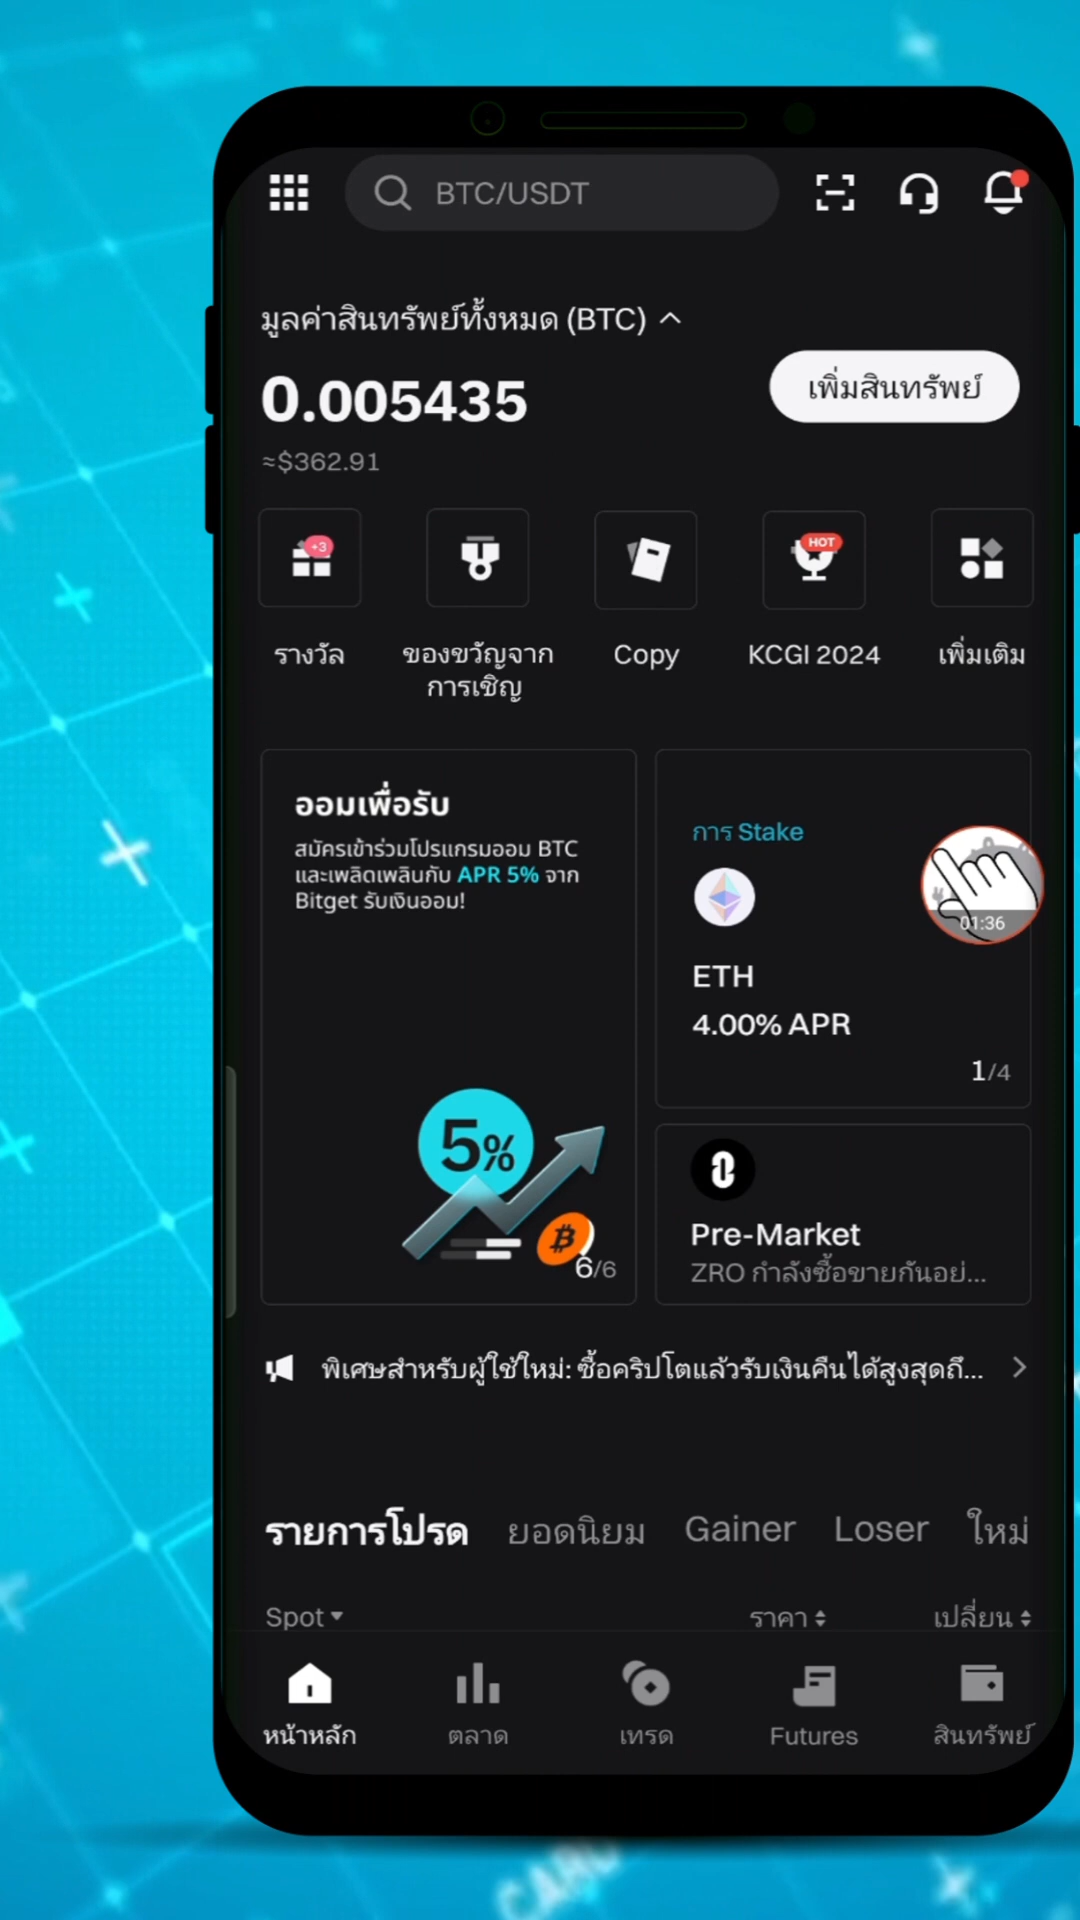 BTC/USDT
มูลค่าสินทรัพย์ทั้งหมด (BTC)
0.005435
เพิ่มสินทรัพย์
≈$362.91
+3
HOT
รางวัล
ของขวัญจาก
การเชิญ
Copy
KCGI 2024
เพิ่มเติม
ออมเพื่อรับ
สมัครเข้าร่วมโปรแกรมออม BTC
และเพลิดเพลินกับ APR 5% จาก
Bitget รับเงินออม!
5%
6/6
การ Stake
01:36
ETH
4.00% APR
1/4
Pre-Market
ZRO กำลังซื้อขายกันอย่...
พิเศษสำหรับผู้ใช้ใหม่: ซื้อคริปโตแล้วรับเงินคืนได้สูงสุดถึ...
รายการโปรด
ยอดนิยม
Gainer
Loser
ใหม่
Spot
ราคา
เปลี่ยน
หน้าหลัก
ตลาด
เทรด
Futures
สินทรัพย์